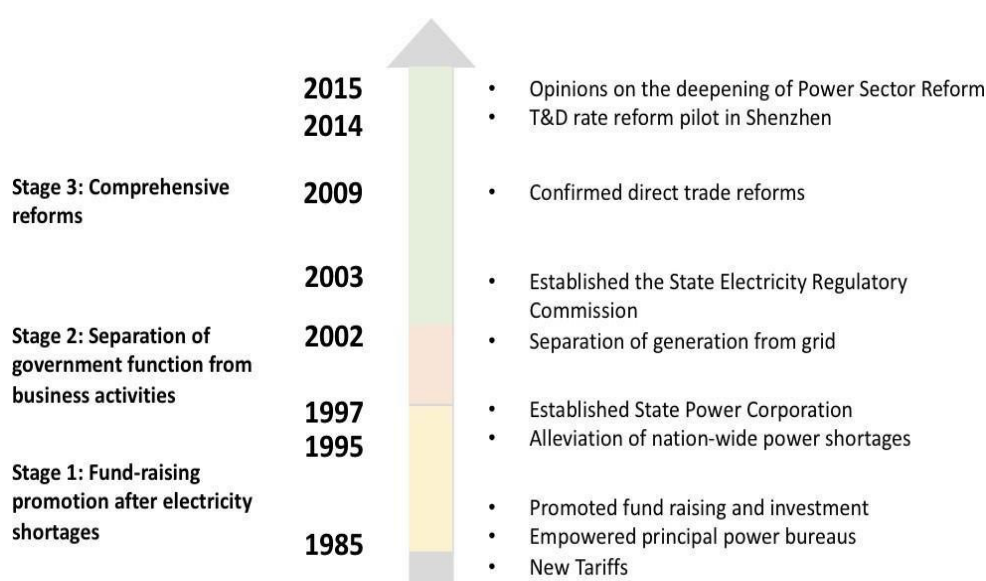 2015
• Opinions on the deepening of Power Sector Reform
2014
• T&D rate reform pilot in Shenzhen
Stage 3: Comprehensive
reforms
2009
• Confirmed direct trade reforms
2003
• Established the State Electricity Regulatory
Commission
Stage 2: Separation of
government function from
business activities
2002
• Separation of generation from grid
1997
• Established State Power Corporation
1995
• Alleviation of nation-wide power shortages
Stage 1: Fund-raising
promotion after electricity
shortages
1985
• Promoted fund raising and investment
• Empowered principal power bureaus
• New Tariffs